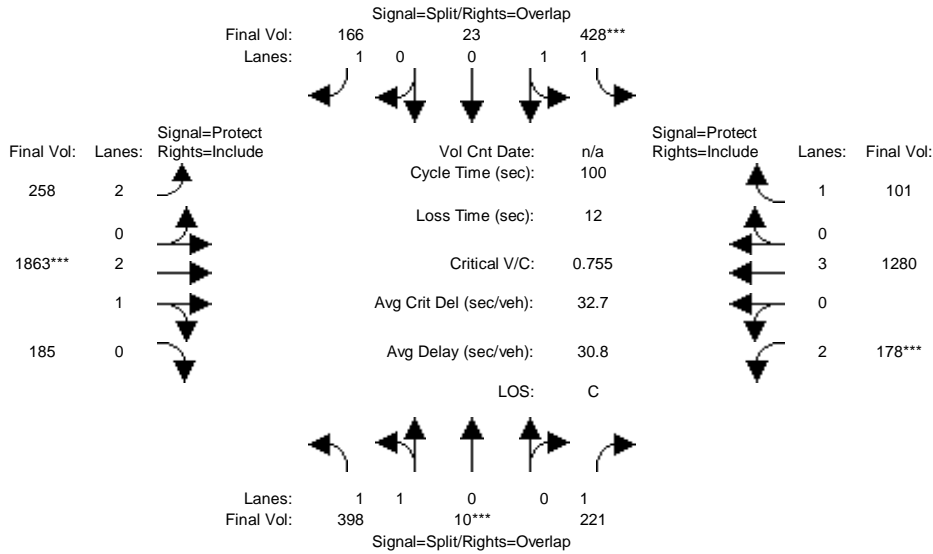 Signal=Split/Rights=Overlap
Final Vol: 166 23 428***
Lanes: 1 0 0 1 1
Signal=Protect Signal=Protect
Final Vol: Lanes: Rights=Include Vol Cnt Date: n/a Rights=Include Lanes: Final Vol:
Cycle Time (sec): 100
258 2 1 101
Loss Time (sec): 12
0 0
1863*** 2 Critical V/C: 0.755 3 1280
1 Avg Crit Del (sec/veh): 32.7 0
185 0 Avg Delay (sec/veh): 30.8 2 178***
LOS: C
Lanes: 1 1 0 0 1
Final Vol: 398 10*** 221
Signal=Split/Rights=Overlap